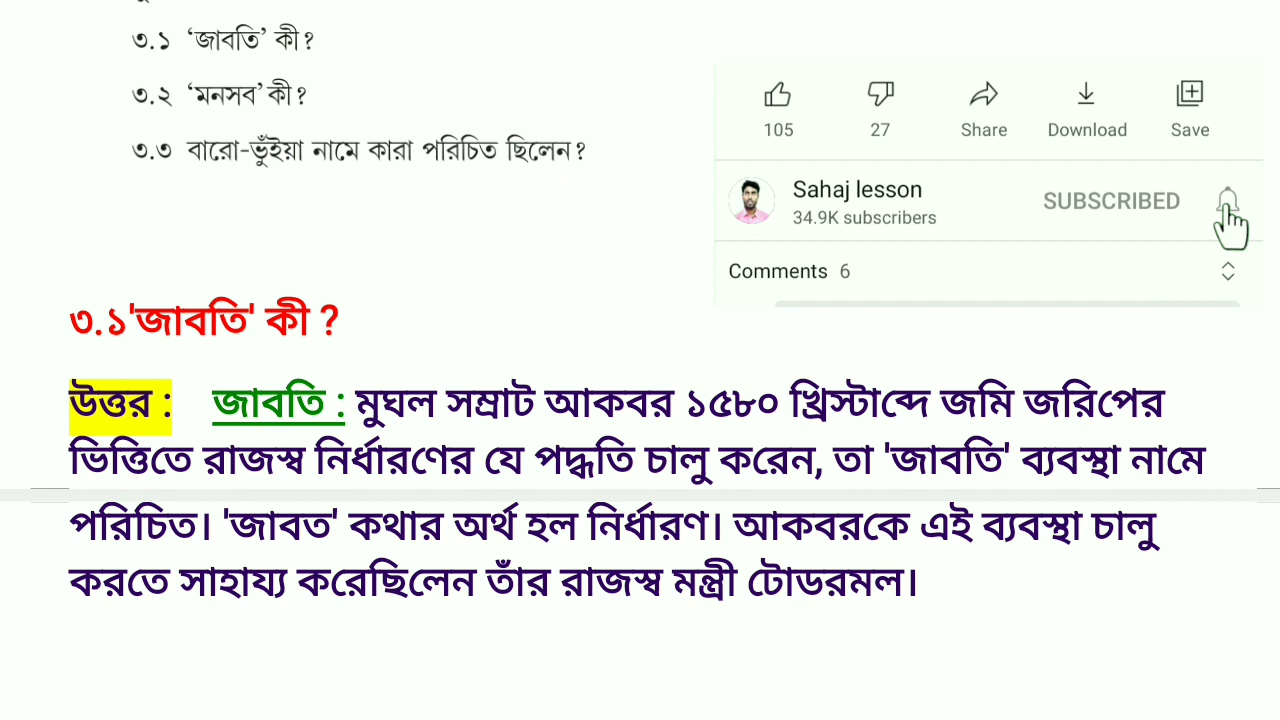 ৩.১ ‘জাবতি’ কী?
৩.২ ‘মনসব’ কী?
৩.৩ বারো-ভুঁইয়া নামে কারা পরিচিত ছিলেন?
105 27 Share Download Save
Sahaj lesson
34.9K subscribers
SUBSCRIBED
Comments 6
৩.১'জাবতি' কী ?
উত্তর : জাবতি : মুঘল সম্রাট আকবর ১৫৮০ খ্রিস্টাব্দে জমি জরিপের
ভিত্তিতে রাজস্ব নির্ধারণের যে পদ্ধতি চালু করেন, তা 'জাবতি' ব্যবস্থা নামে
পরিচিত। 'জাবত' কথার অর্থ হল নির্ধারণ। আকবরকে এই ব্যবস্থা চালু
করতে সাহায্য করেছিলেন তাঁর রাজস্ব মন্ত্রী টোডরমল।